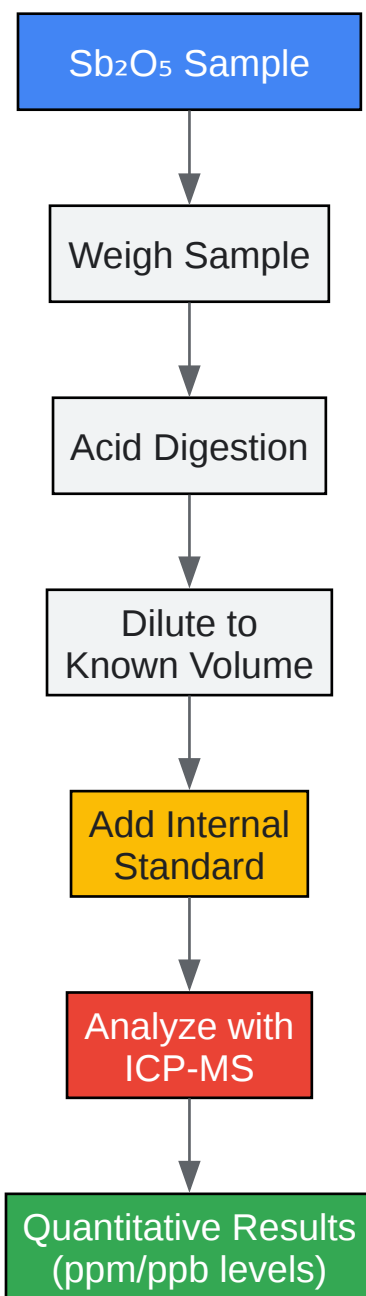 Sb₂O₅ Sample
Weigh Sample
Acid Digestion
Dilute to
Known Volume
Add Internal
Standard
Analyze with
ICP-MS
Quantitative Results
(ppm/ppb levels)